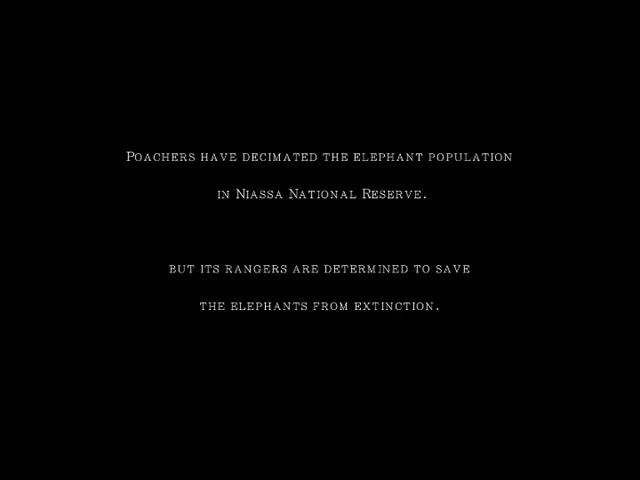 Poachers have decimated the elephant population
in Niassa National Reserve.
but its rangers are determined to save
the elephants from extinction.